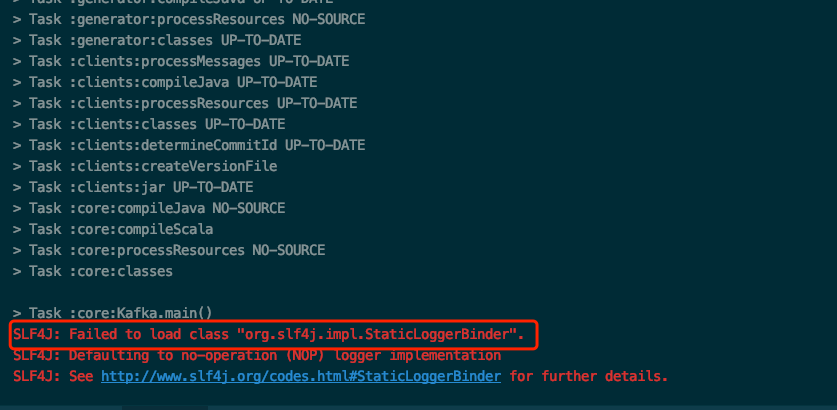 > Task :generator:compileJava UP-TO-DATE
> Task :generator:processResources NO-SOURCE
> Task :generator:classes UP-TO-DATE
> Task :clients:processMessages UP-TO-DATE
> Task :clients:compileJava UP-TO-DATE
> Task :clients:processResources UP-TO-DATE
> Task :clients:classes UP-TO-DATE
> Task :clients:determineCommitId UP-TO-DATE
> Task :clients:createVersionFile
> Task :clients:jar UP-TO-DATE
> Task :core:compileJava NO-SOURCE
> Task :core:compileScala
> Task :core:processResources NO-SOURCE
> Task :core:classes
> Task :core:Kafka.main()
SLF4J: Failed to load class "org.slf4j.impl.StaticLoggerBinder".
SLF4J: Defaulting to no-operation (NOP) logger implementation
SLF4J: See http://www.slf4j.org/codes.html#StaticLoggerBinder for further details.